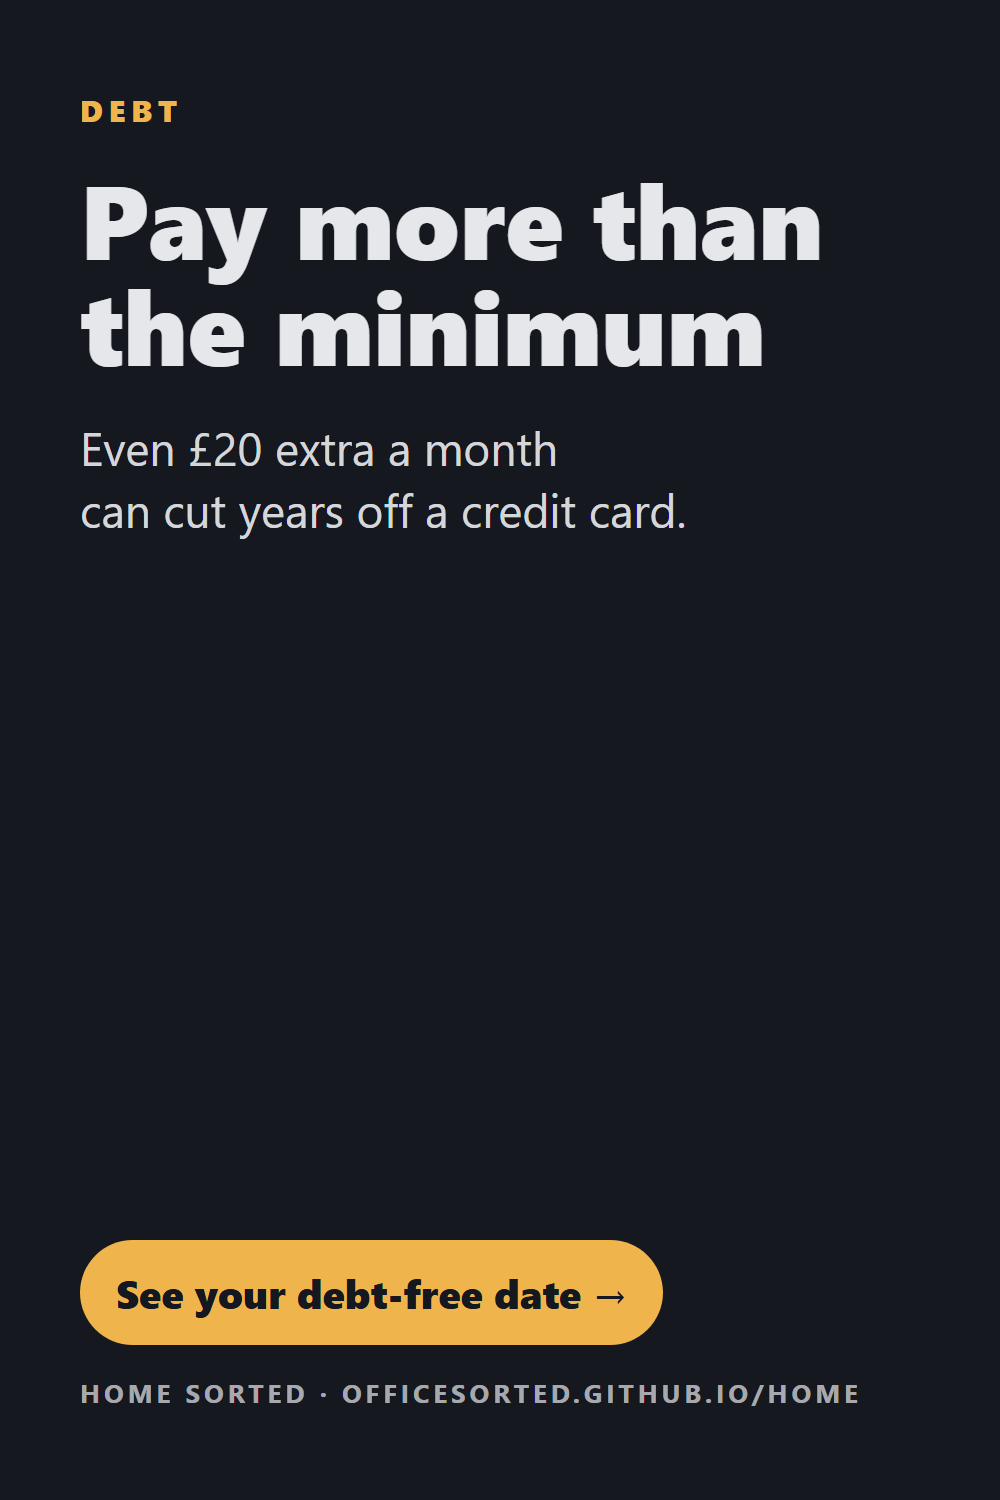 DEBT
Pay more than
the minimum
Even £20 extra a month
can cut years off a credit card.
See your debt-free date →
HOME SORTED · OFFICESORTED.GITHUB.IO/HOME